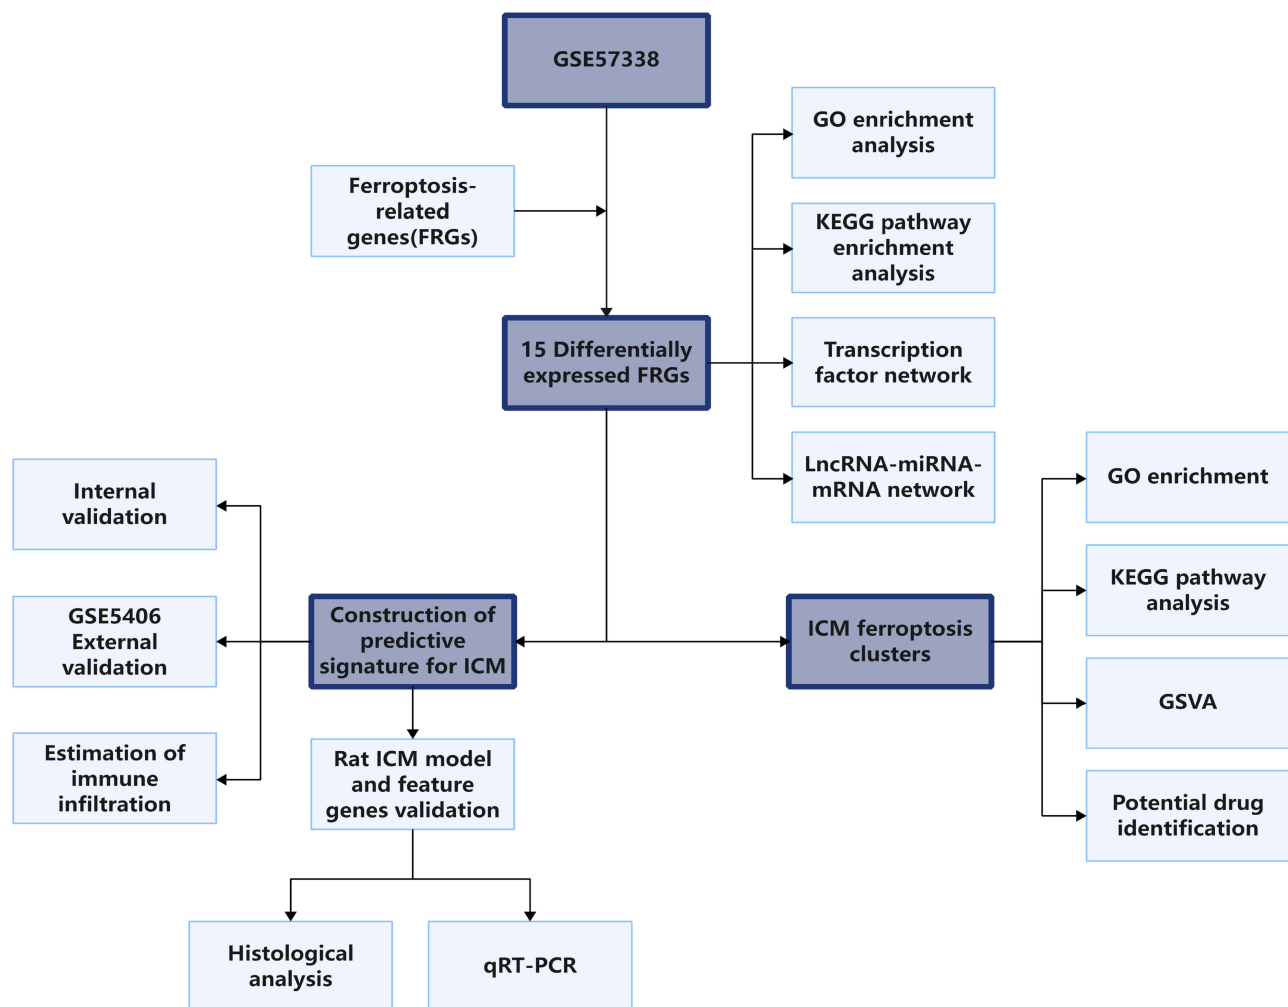 GSE57338
GO enrichment
analysis
Ferroptosis-
related
genes(FRGs)
KEGG pathway
enrichment
analysis
15 Differentially
expressed FRGs
Transcription
factor network
LncRNA-miRNA-
mRNA network
GO enrichment
Internal
validation
KEGG pathway
analysis
GSE5406
External
validation
Construction of
predictive
signature for ICM
ICM ferroptosis
clusters
GSVA
Estimation of
immune
infiltration
Rat ICM model
and feature
genes validation
Potential drug
identification
Histological
analysis
qRT-PCR